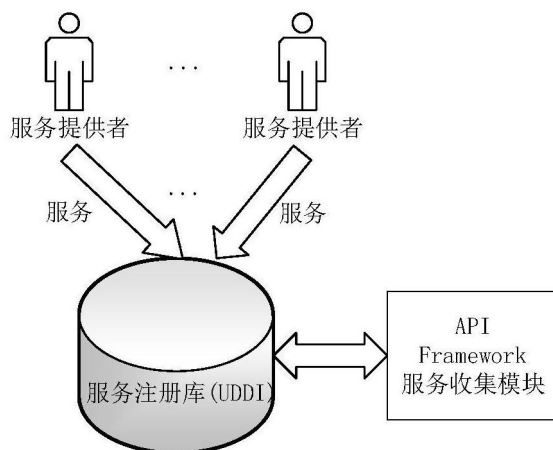 ...
服务提供者 服务提供者
...
服务 服务
服务注册库(UDDI)
API
Framework
服务收集模块